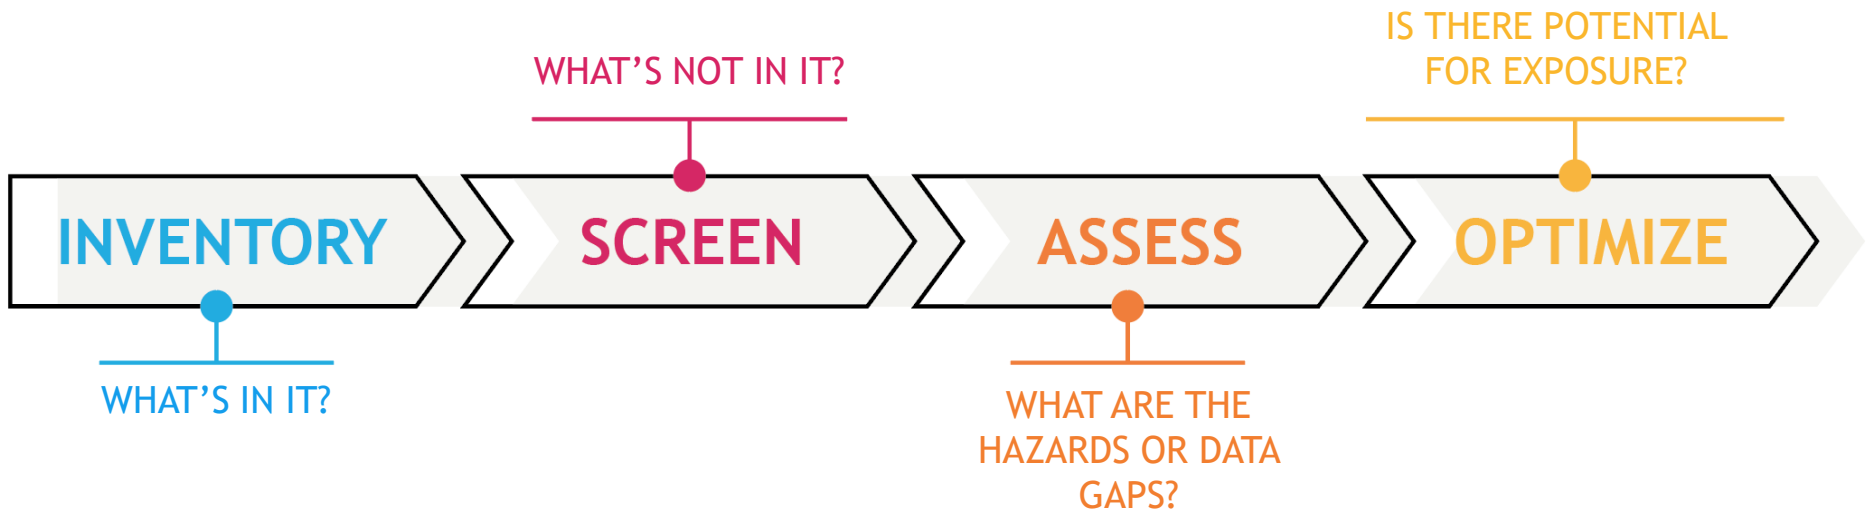 INVENTORY
WHAT’S IN IT?
WHAT’S NOT IN IT?
SCREEN
ASSESS
WHAT ARE THE
HAZARDS OR DATA
GAPS?
IS THERE POTENTIAL
FOR EXPOSURE?
OPTIMIZE